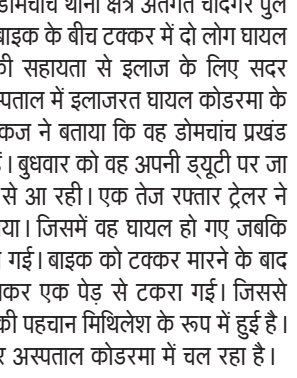 डोमचांच थाना क्षेत्र अंतर्गत चांदगर पुल
बाइक के बीच टक्कर में दो लोग घायल
की सहायता से इलाज के लिए सदर
स्पताल में इलाजरत घायल कोडरमा के
कज ने बताया कि वह डोमचांच प्रखंड
। बुधवार को वह अपनी ड्यूटी पर जा
से आ रही। एक तेज रफ्तार ट्रेलर ने
या। जिसमें वह घायल हो गए जबकि
गई। बाइक को टक्कर मारने के बाद
कर एक पेड़ से टकरा गई। जिससे
की पहचान मिथिलेश के रूप में हुई है।
र अस्पताल कोडरमा में चल रहा है।